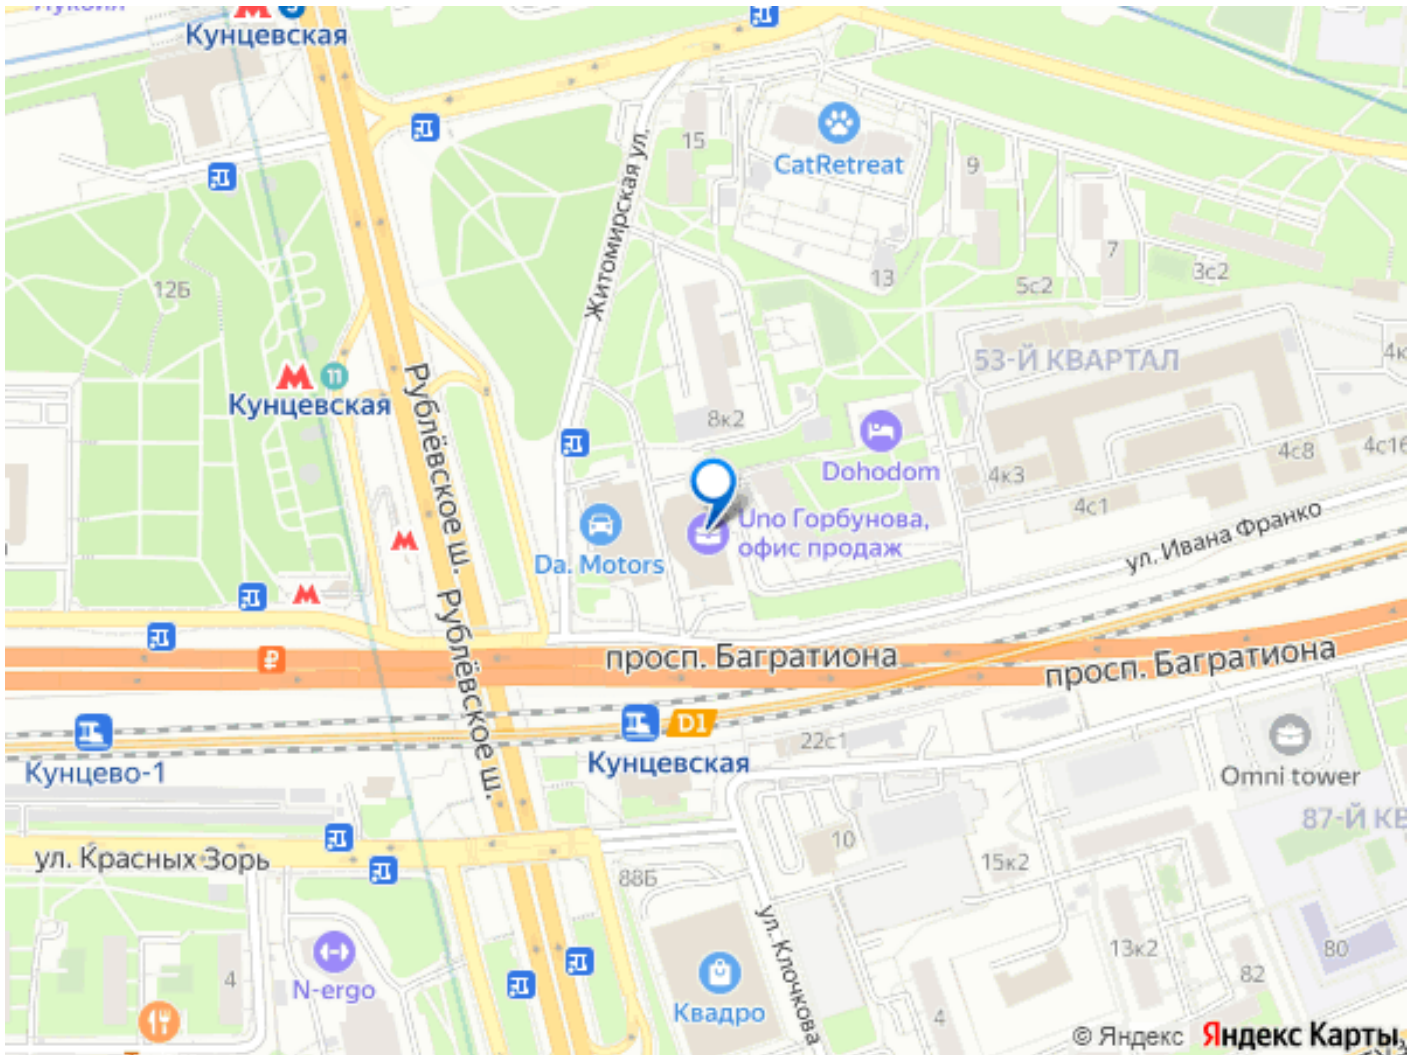 Кунцевская
15
CatRetreat
9
Житомирская ул.
7
13
5с2
3с2
12Б
11
Кунцевская
Рублёвское ш.
53-Й КВАРТАЛ
8к2
Dohodom
4к3
4с8
4с16
4с1
Uno Горбунова,
офис продаж
Da. Motors
ул. Ивана Франко
Рублёвское ш.
просп. Багратиона
просп. Багратиона
D1
Кунцево-1
Кунцевская
22с1
Omni tower
ул. Красных Зорь
10
15к2
88Б
ул. Клочкова
4
N-ergo
13к2
80
82
Квадро
4
© Яндекс Яндекс Карты